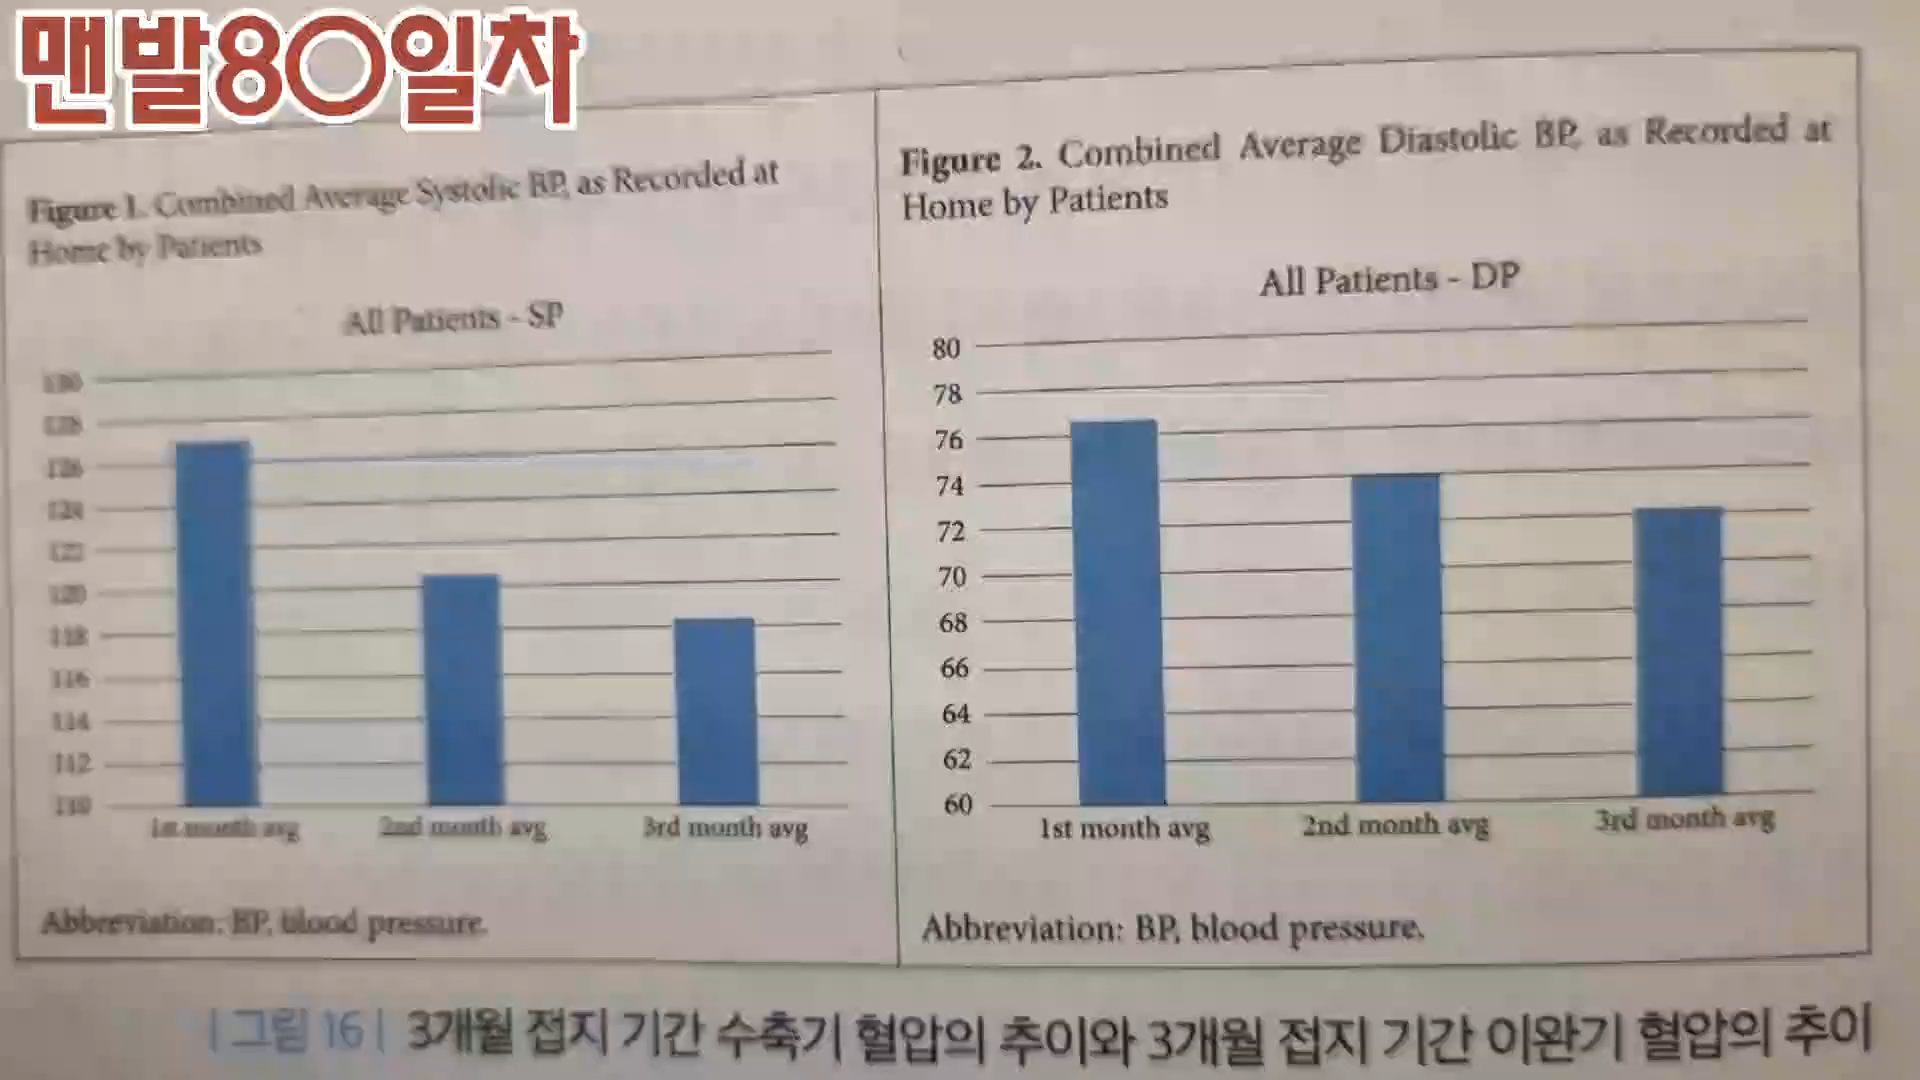 맨발80일차
Figure 1. Combined Average Systolic BP, as Recorded at
Home by Patients
All Patients - SP
130
128
126
124
122
120
118
116
114
112
110
1st month avg
2nd month avg
3rd month avg
Abbreviation: BP, blood pressure.
Figure 2. Combined Average Diastolic BP, as Recorded at
Home by Patients
All Patients - DP
80
78
76
74
72
70
68
66
64
62
60
1st month avg
2nd month avg
3rd month avg
Abbreviation: BP, blood pressure.
|그림 16| 3개월 접지 기간 수축기 혈압의 추이와 3개월 접지 기간 이완기 혈압의 추이